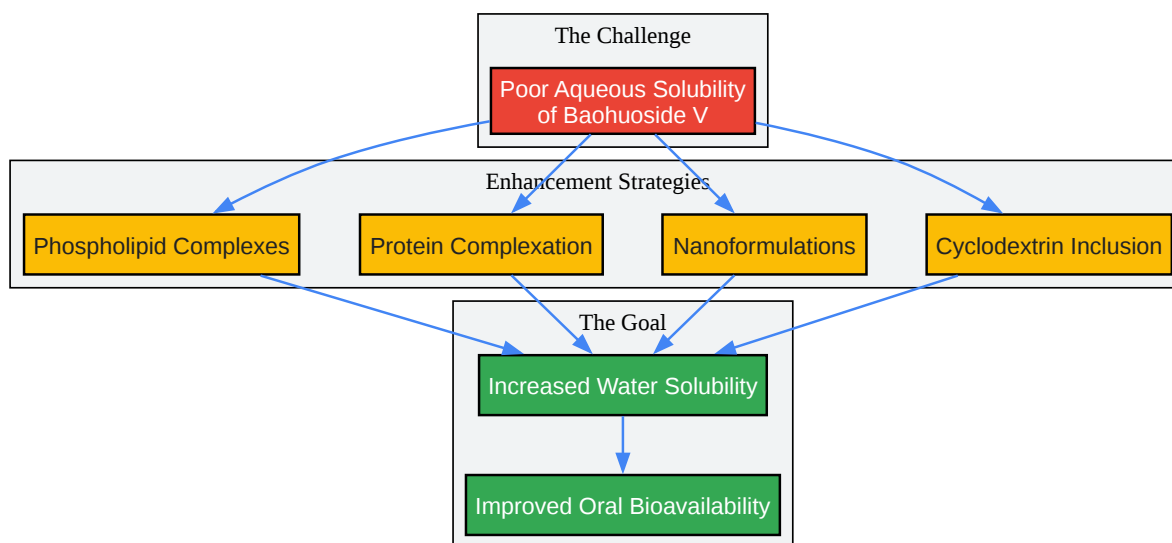 The Challenge
Poor Aqueous Solubility
of Baohuoside V
Enhancement Strategies
Phospholipid Complexes
Protein Complexation
Nanoformulations
Cyclodextrin Inclusion
The Goal
Increased Water Solubility
Improved Oral Bioavailability